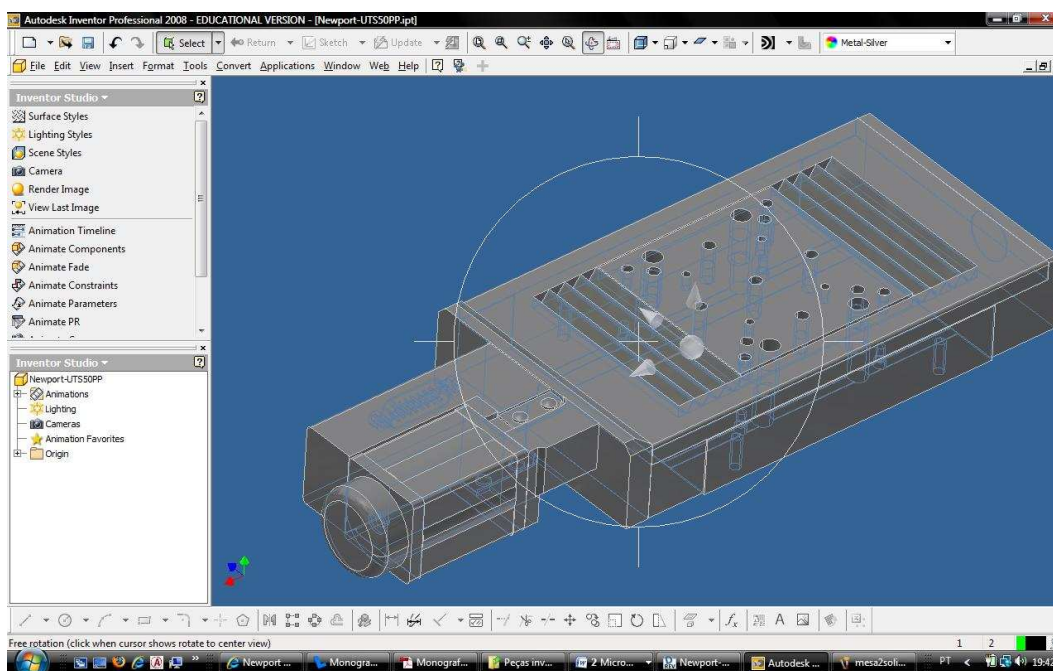 Autodesk Inventor Professional 2008 - EDUCATIONAL VERSION - [Newport-UTS50PP.ipt]
Select Return Sketch Update Metal-Silver
File Edit View Insert Format Tools Convert Applications Window Web Help
Inventor Studio
Surface Styles
Lighting Styles
Scene Styles
Camera
Render Image
View Last Image
Animation Timeline
Animate Components
Animate Fade
Animate Constraints
Animate Parameters
Animate PR
Inventor Studio
Newport-UTS50PP
Animations
Lighting
Cameras
Animation Favorites
Origin
Free rotation (click when cursor shows rotate to center view) 1 2
Newport ... Monogra... Monograf... Peças inv... 2 Micro... Newport-... Autodesk ... mesa2soli... PT